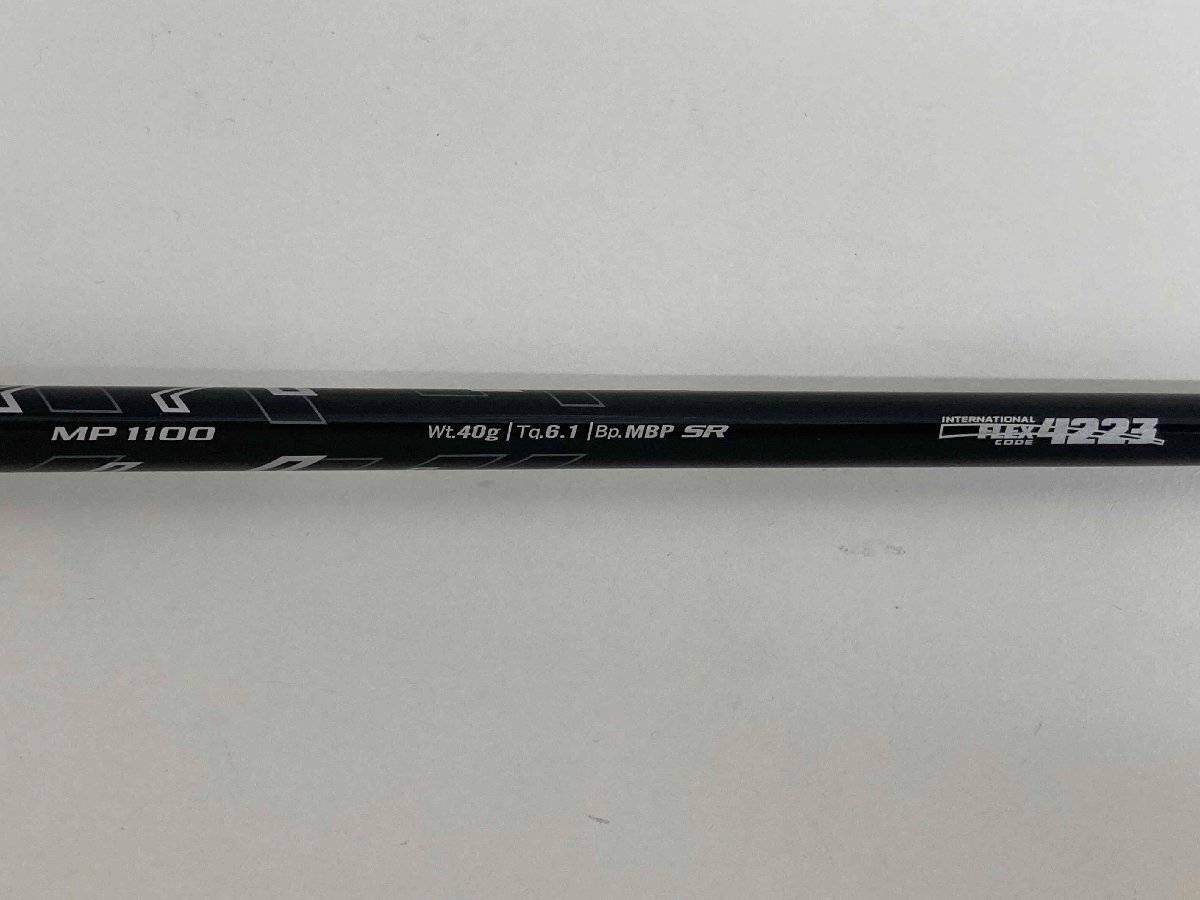 MP 1100
Wt.40g | Tq.6.1 | Bp.MBP SR
INTERNATIONAL
FLEX 4223
CODE